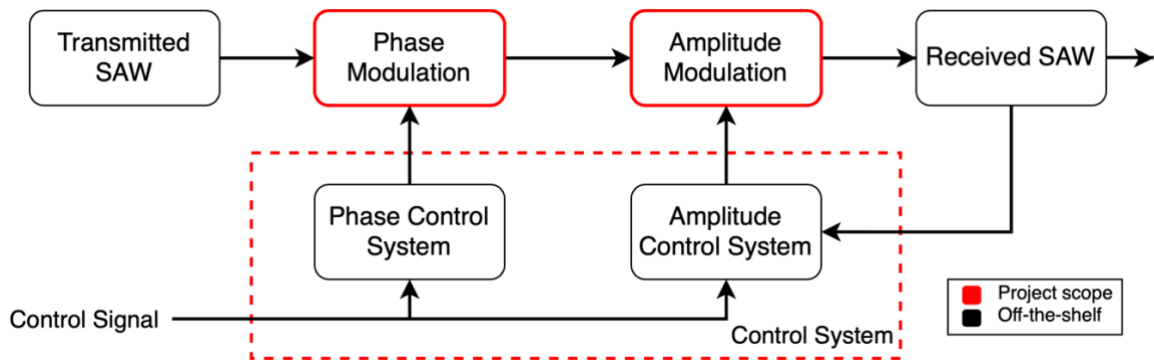 Transmitted
SAW
Phase
Modulation
Amplitude
Modulation
Received SAW
Phase Control
System
Amplitude
Control System
Control Signal
Control System
Project scope
Off-the-shelf